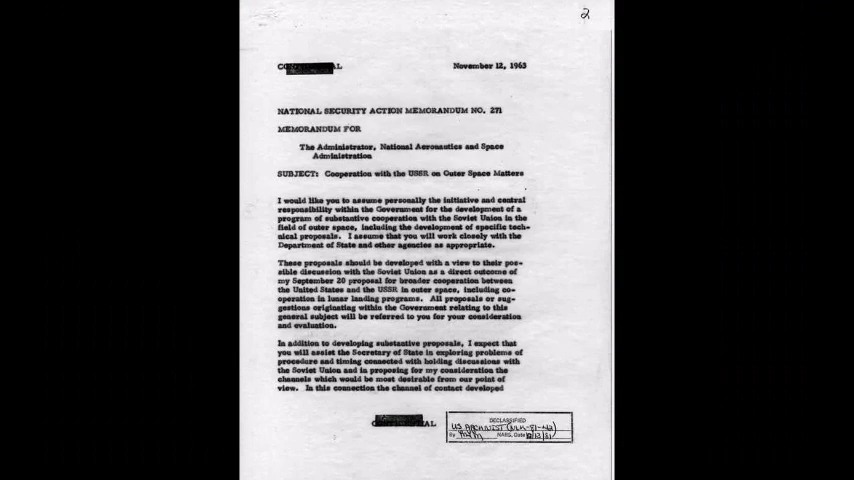 2
November 12, 1963
NATIONAL SECURITY ACTION MEMORANDUM NO. 271
MEMORANDUM FOR
The Administrator, National Aeronautics and Space
Administration
SUBJECT: Cooperation with the USSR on Outer Space Matters
I would like you to assume personally the initiative and central
responsibility within the Government for the development of a
program of substantive cooperation with the Soviet Union in the
field of outer space, including the development of specific tech-
nical proposals. I assume that you will work closely with the
Department of State and other agencies as appropriate.
These proposals should be developed with a view to their pos-
sible discussion with the Soviet Union as a direct outcome of
my September 20 proposal for broader cooperation between
the United States and the USSR in outer space, including co-
operation in lunar landing programs. All proposals or sug-
gestions originating within the Government relating to this
general subject will be referred to you for your consideration
and evaluation.
In addition to developing substantive proposals, I expect that
you will assist the Secretary of State in exploring problems of
procedure and timing connected with holding discussions with
the Soviet Union and in proposing for my consideration the
channels which would be most desirable from our point of
view. In this connection the channel of contact developed
DECLASSIFIED
US ARCHIVIST (NLK-81-42)
By NARS, Date